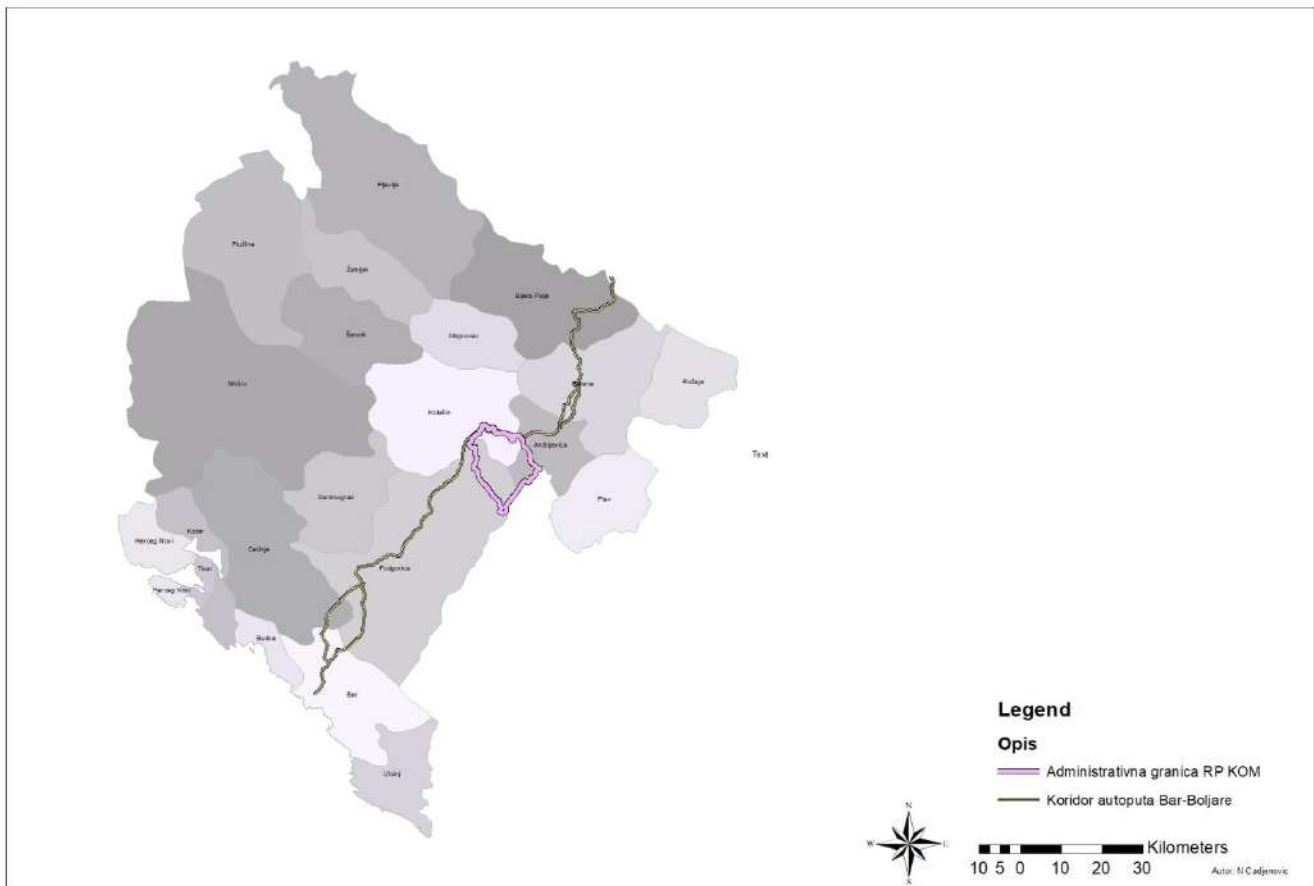 Pljevlja
Plužine
Žabljak
Bijelo Polje
Šavnik
Mojkovac
Nikšić
Berane
Rožaje
Kolašin
Andrijevica
Text
Plav
Danilovgrad
Kotor
Herceg Novi
Cetinje
Tivat
Podgorica
Herceg Novi
Budva
Bar
Ulcinj
Legend
Opis
Administrativna granica RP KOM
Koridor autoputa Bar-Boljare
N
W E
S
Kilometers
10 5 0 10 20 30
Autor: N Cadjenovic